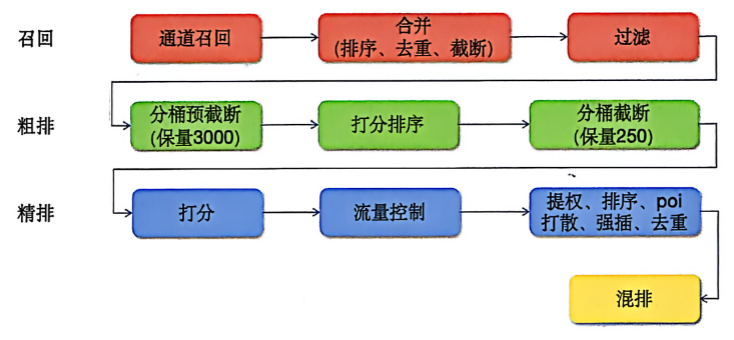 召回
通道召回
合并
(排序、去重、截断)
过滤
粗排
分桶预截断
(保量3000)
打分排序
分桶截断
(保量250)
精排
打分
流量控制
提权、排序、poi
打散、强插、去重
混排